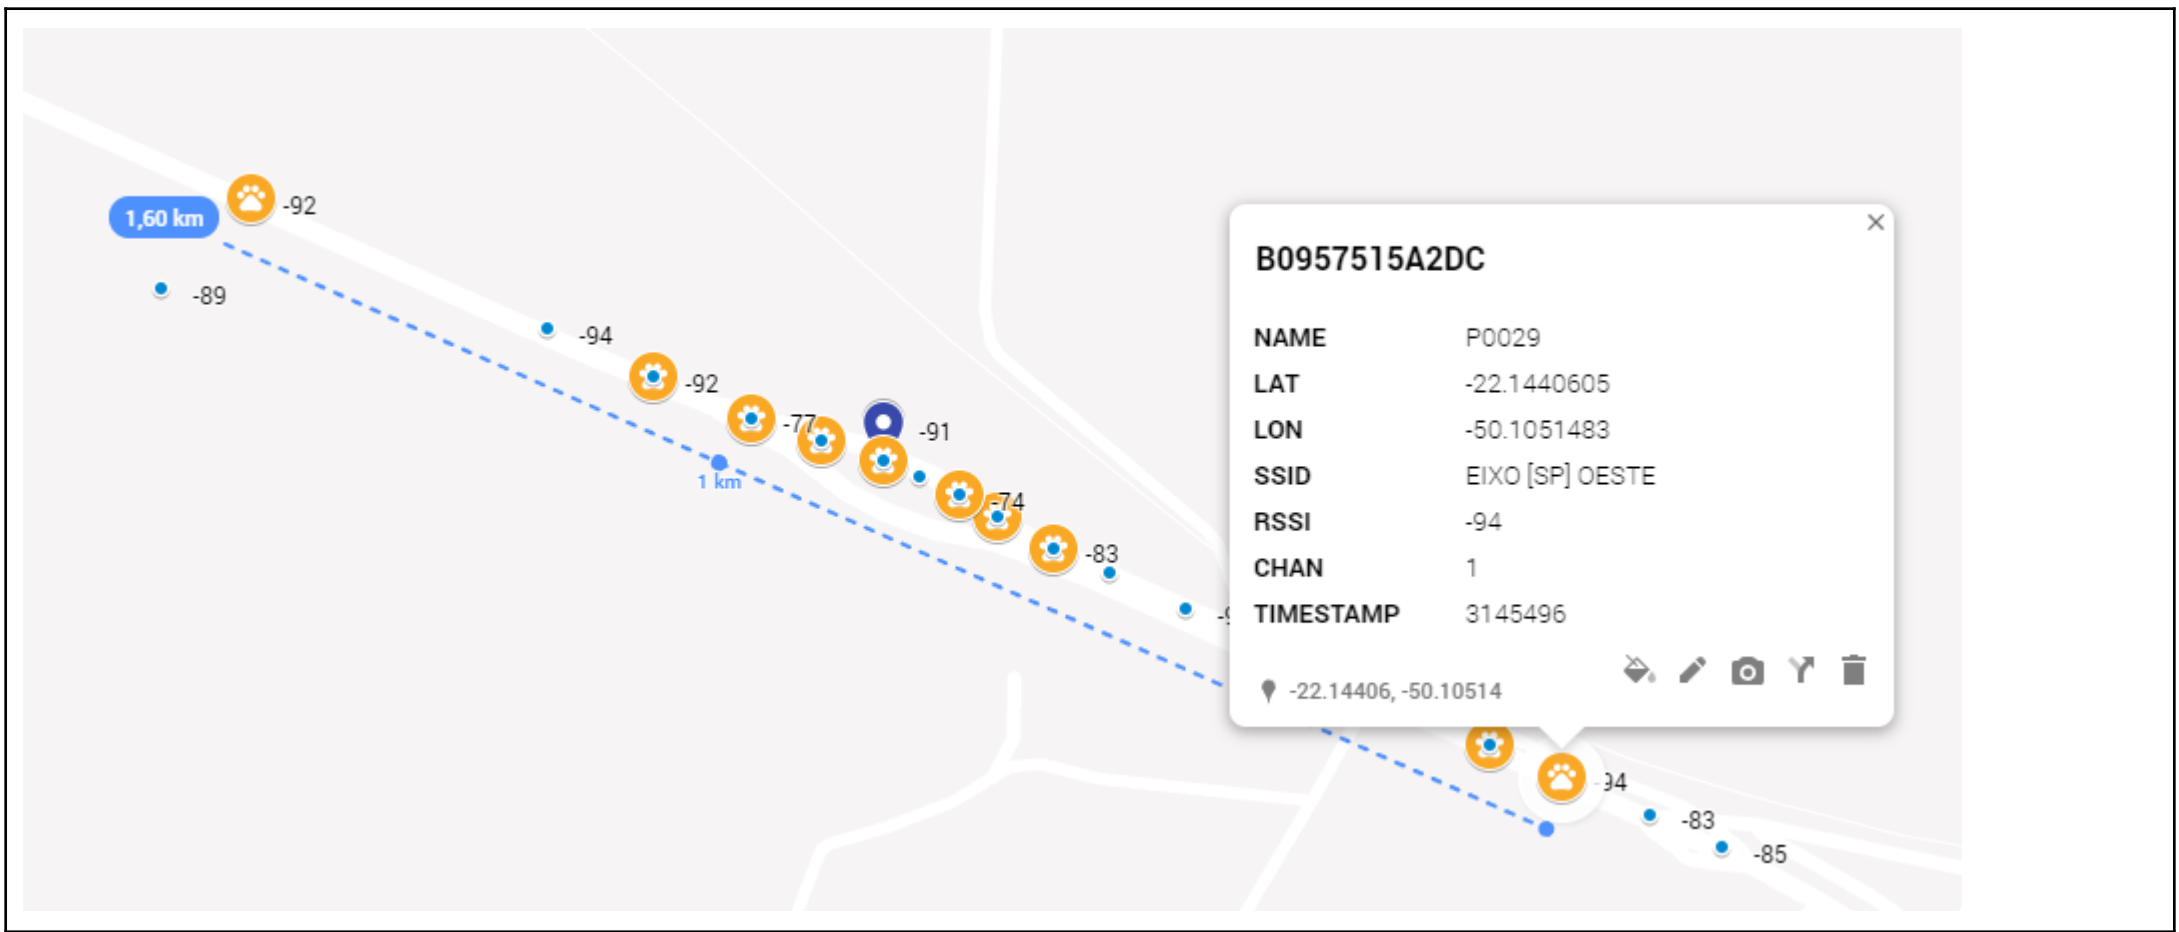 -92
1,60 km
-89
-94
-92
-77
-91
1 km
-74
-83
B0957515A2DC
NAME P0029
LAT -22.1440605
LON -50.1051483
SSID EIXO [SP] OESTE
RSSI -94
CHAN 1
TIMESTAMP 3145496
-22.14406, -50.10514
-94
-83
-85